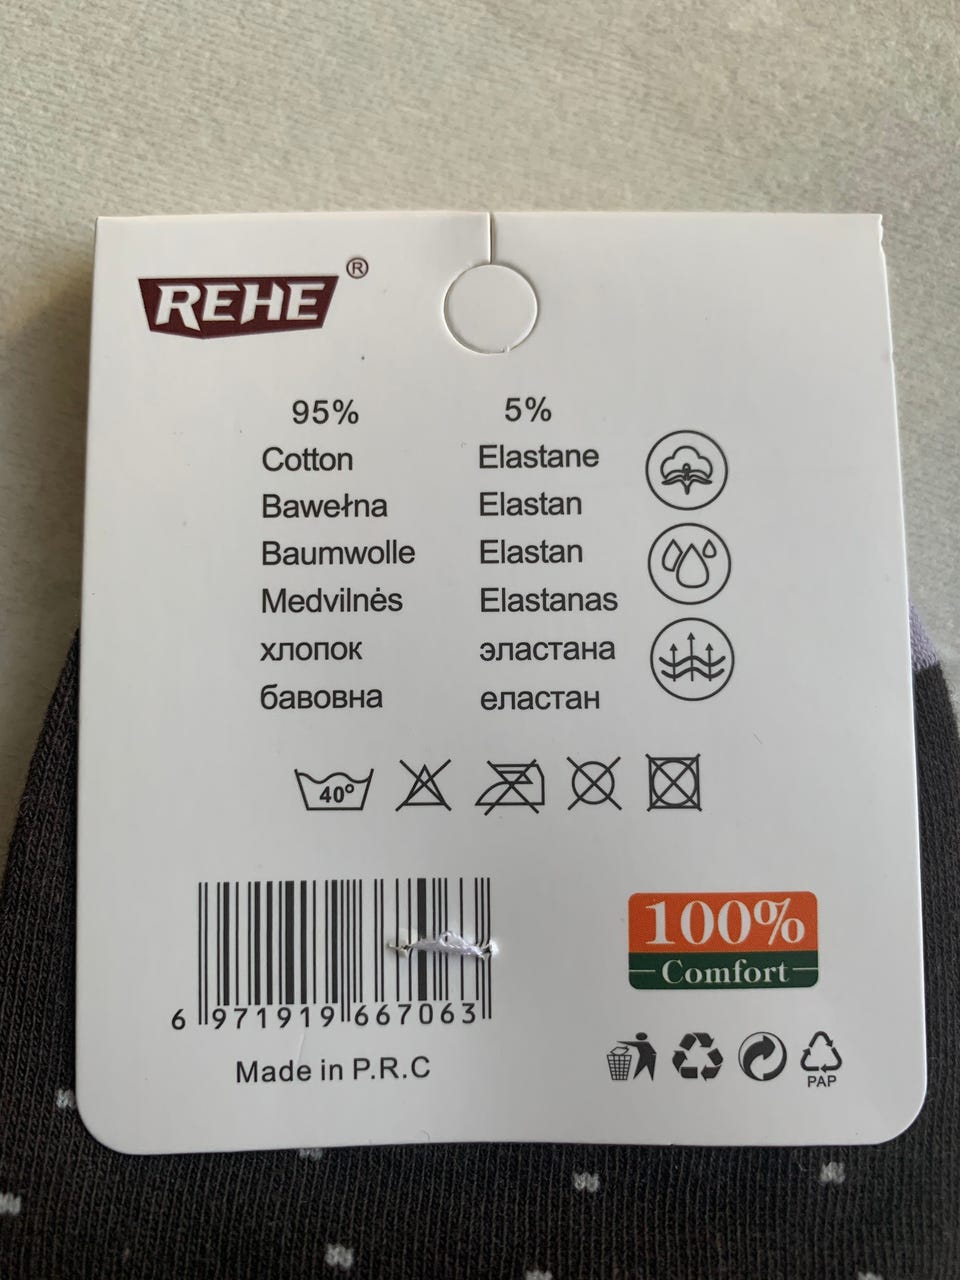 REHE®
95% 5%
Cotton Elastane
Bawełna Elastan
Baumwolle Elastan
Medvilnės Elastanas
хлопок эластана
бавовна еластан
40°
6 971919 667063
Made in P.R.C
100%
Comfort
PAP